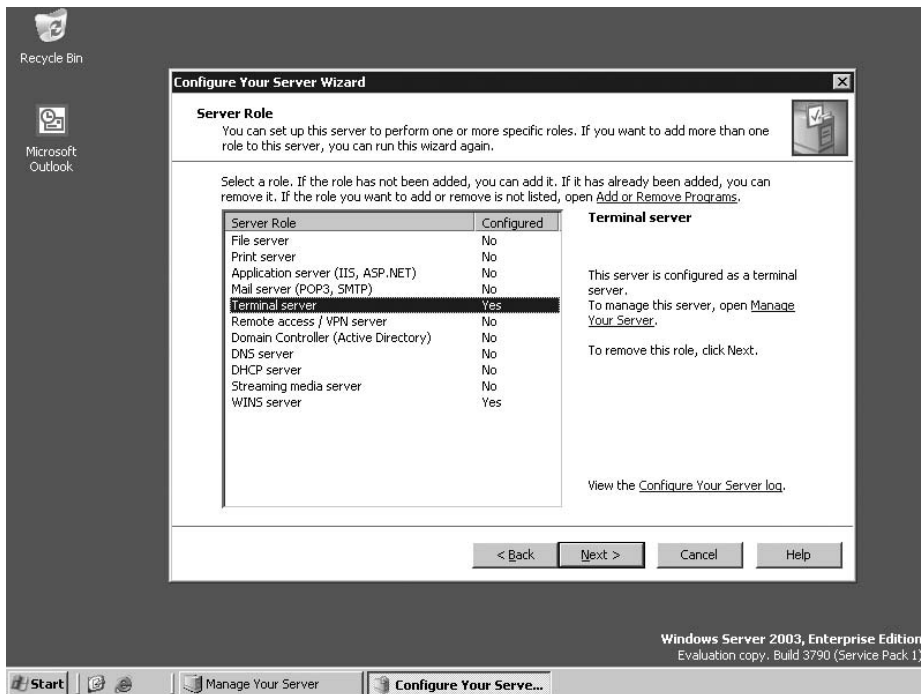 Recycle Bin
Microsoft
Outlook
Configure Your Server Wizard
Server Role
You can set up this server to perform one or more specific roles. If you want to add more than one
role to this server, you can run this wizard again.
Select a role. If the role has not been added, you can add it. If it has already been added, you can
remove it. If the role you want to add or remove is not listed, open Add or Remove Programs.
Server Role Configured
File server No
Print server No
Application server (IIS, ASP.NET) No
Mail server (POP3, SMTP) No
Terminal server Yes
Remote access / VPN server No
Domain Controller (Active Directory) No
DNS server No
DHCP server No
Streaming media server No
WINS server Yes
Terminal server
This server is configured as a terminal
server.
To manage this server, open Manage
Your Server.
To remove this role, click Next.
View the Configure Your Server log.
< Back Next > Cancel Help
Windows Server 2003, Enterprise Edition
Evaluation copy. Build 3790 (Service Pack 1)
Start Manage Your Server Configure Your Serve...